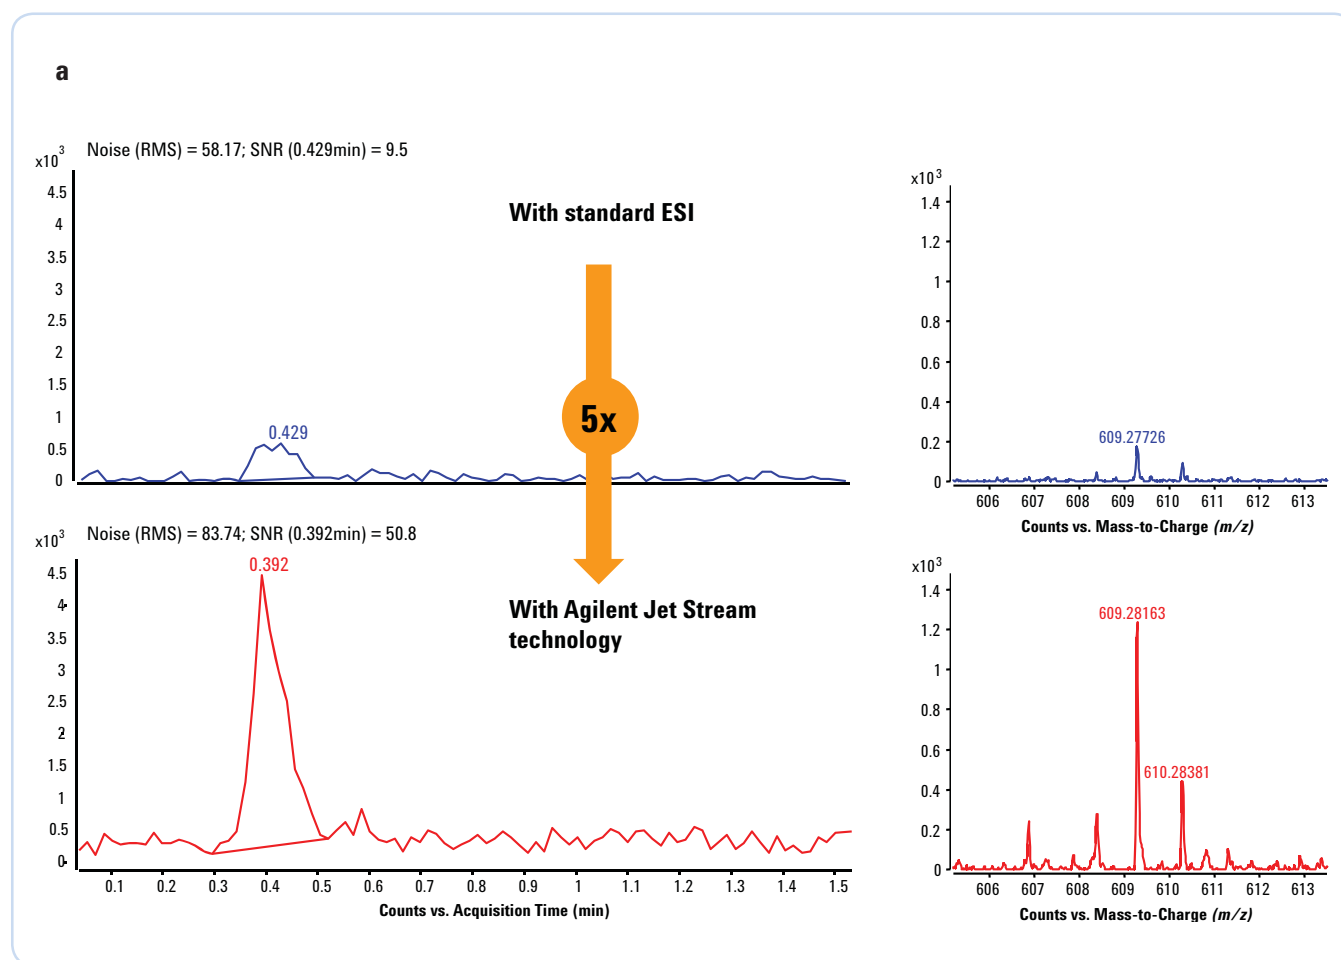 a
Noise (RMS) = 58.17; SNR (0.429min) = 9.5
x10³
4.5
4
3.5
3
2.5
2
1.5
1
0.5
0
0.429
With standard ESI
5x
With Agilent Jet Stream
technology
x10³
1.4
1.2
1
0.8
0.6
0.4
0.2
0
609.27726
606 607 608 609 610 611 612 613
Counts vs. Mass-to-Charge (m/z)
Noise (RMS) = 83.74; SNR (0.392min) = 50.8
x10³
4.5
4
3.5
3
2.5
2
1.5
1
0.5
0
0.392
0.1 0.2 0.3 0.4 0.5 0.6 0.7 0.8 0.9 1 1.1 1.2 1.3 1.4 1.5
Counts vs. Acquisition Time (min)
x10³
1.4
1.2
1
0.8
0.6
0.4
0.2
0
609.28163
610.28381
606 607 608 609 610 611 612 613
Counts vs. Mass-to-Charge (m/z)